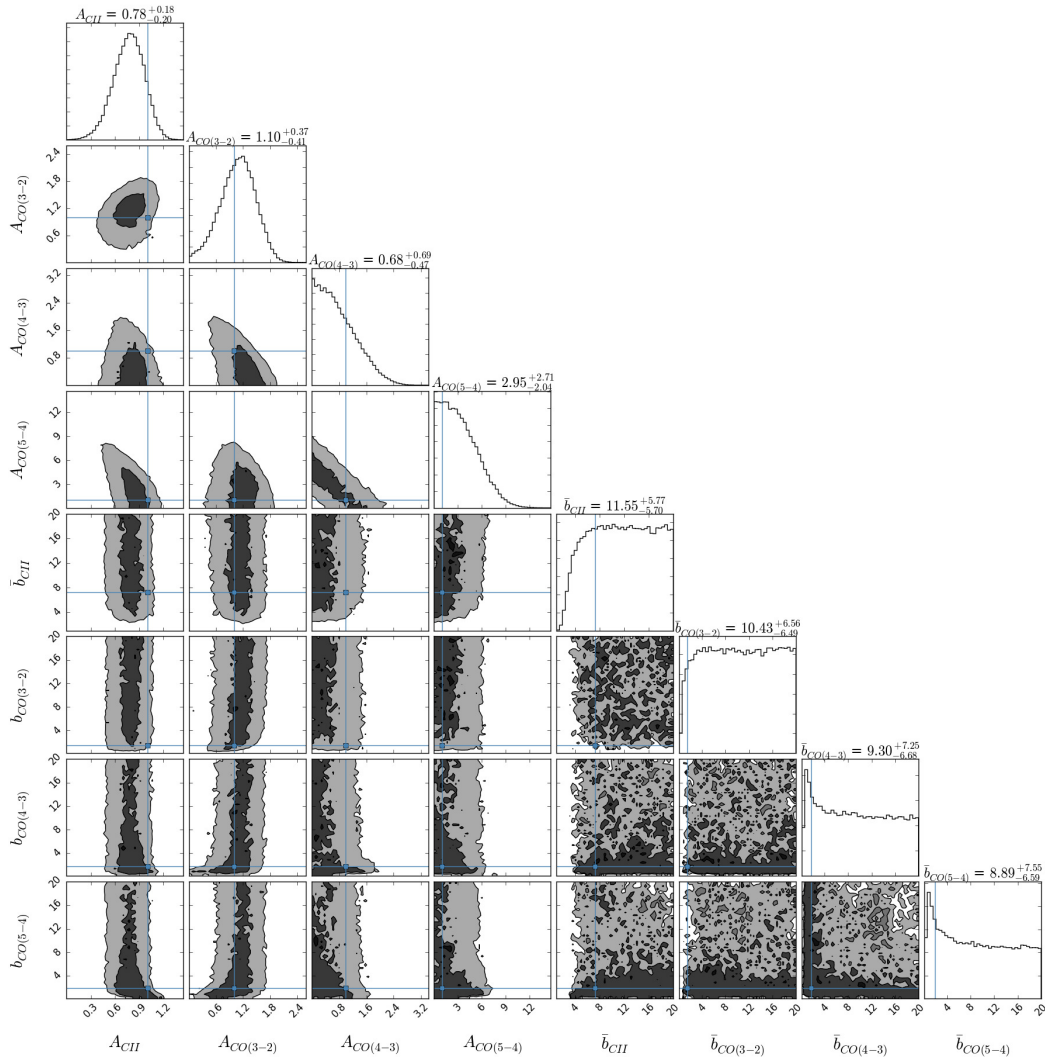 A_{CII} = 0.78^{+0.18}_{-0.20}
A_{CO(3−2)} = 1.10^{+0.37}_{-0.41}
2.4
1.8
1.2
0.6
A_{CO(3−2)}
A_{CO(4−3)} = 0.68^{+0.69}_{-0.47}
3.2
2.4
1.6
0.8
A_{CO(4−3)}
A_{CO(5−4)} = 2.95^{+2.71}_{-2.04}
12
9
6
3
A_{CO(5−4)}
b̄_{CII} = 11.55^{+5.77}_{-5.70}
20
16
12
8
4
b̄_{CII}
b̄_{CO(3−2)} = 10.43^{+6.56}_{-6.49}
20
16
12
8
4
b_{CO(3−2)}
b̄_{CO(4−3)} = 9.30^{+7.25}_{-6.68}
20
16
12
8
4
b_{CO(4−3)}
b̄_{CO(5−4)} = 8.89^{+7.55}_{-6.59}
20
16
12
8
4
b_{CO(5−4)}
0.3 0.6 0.9 1.2 0.6 1.2 1.8 2.4 0.8 1.6 2.4 3.2 3 6 9 12 4 8 12 16 20 4 8 12 16 20 4 8 12 16 20 4 8 12 16 20
A_{CII} A_{CO(3−2)} A_{CO(4−3)} A_{CO(5−4)} b̄_{CII} b̄_{CO(3−2)} b̄_{CO(4−3)} b̄_{CO(5−4)}